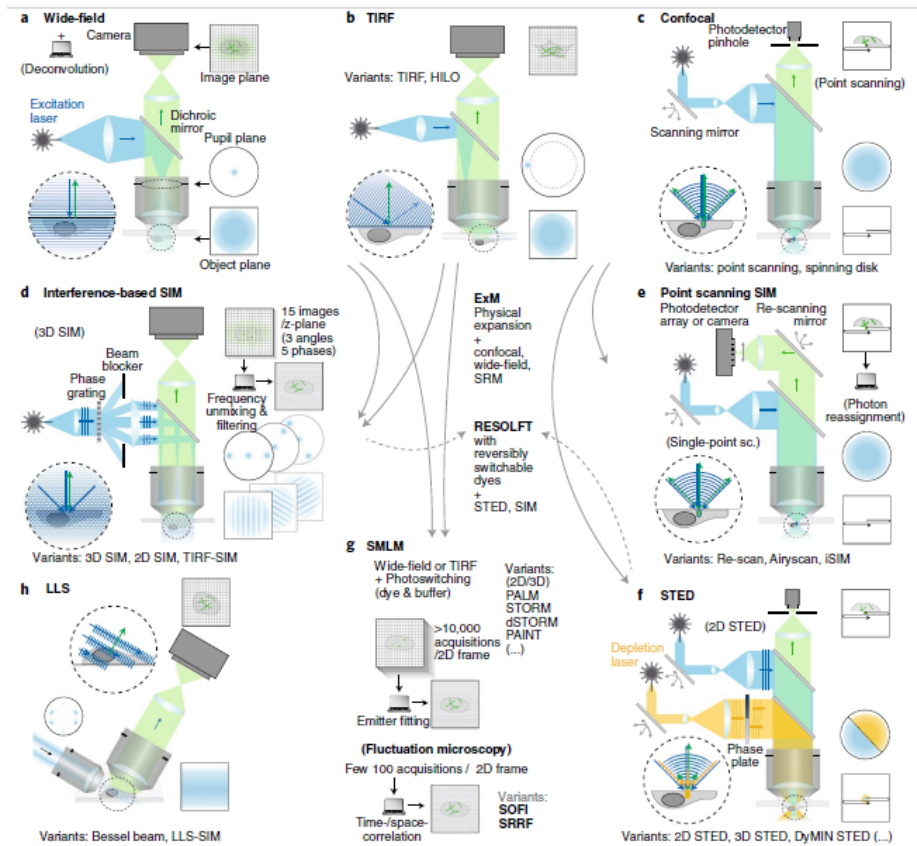 a Wide-field
+
(Deconvolution)
Camera
Image plane
Excitation
laser
Dichroic
mirror
Pupil plane
Object plane
b TIRF
Variants: TIRF, HILO
c Confocal
Photodetector
pinhole
(Point scanning)
Scanning mirror
Variants: point scanning, spinning disk
d Interference-based SIM
(3D SIM)
15 images
/z-plane
(3 angles
5 phases)
Beam
blocker
Phase
grating
Frequency
unmixing &
filtering
Variants: 3D SIM, 2D SIM, TIRF-SIM
ExM
Physical
expansion
+
confocal,
wide-field,
SRM
RESOLFT
with
reversibly
switchable
dyes
+
STED, SIM
e Point scanning SIM
Photodetector
array or camera
Re-scanning
mirror
(Photon
reassignment)
(Single-point sc.)
Variants: Re-scan, Airyscan, iSIM
h LLS
Variants: Bessel beam, LLS-SIM
g SMLM
Wide-field or TIRF
+ Photoswitching
(dye & buffer)
Variants:
(2D/3D)
PALM
STORM
dSTORM
PAINT
(...)
>10,000
acquisitions
/2D frame
Emitter fitting
(Fluctuation microscopy)
Few 100 acquisitions / 2D frame
Time-/space-
correlation
Variants:
SOFI
SRRF
f STED
(2D STED)
Depletion
laser
Phase
plate
Variants: 2D STED, 3D STED, DyMIN STED (...)